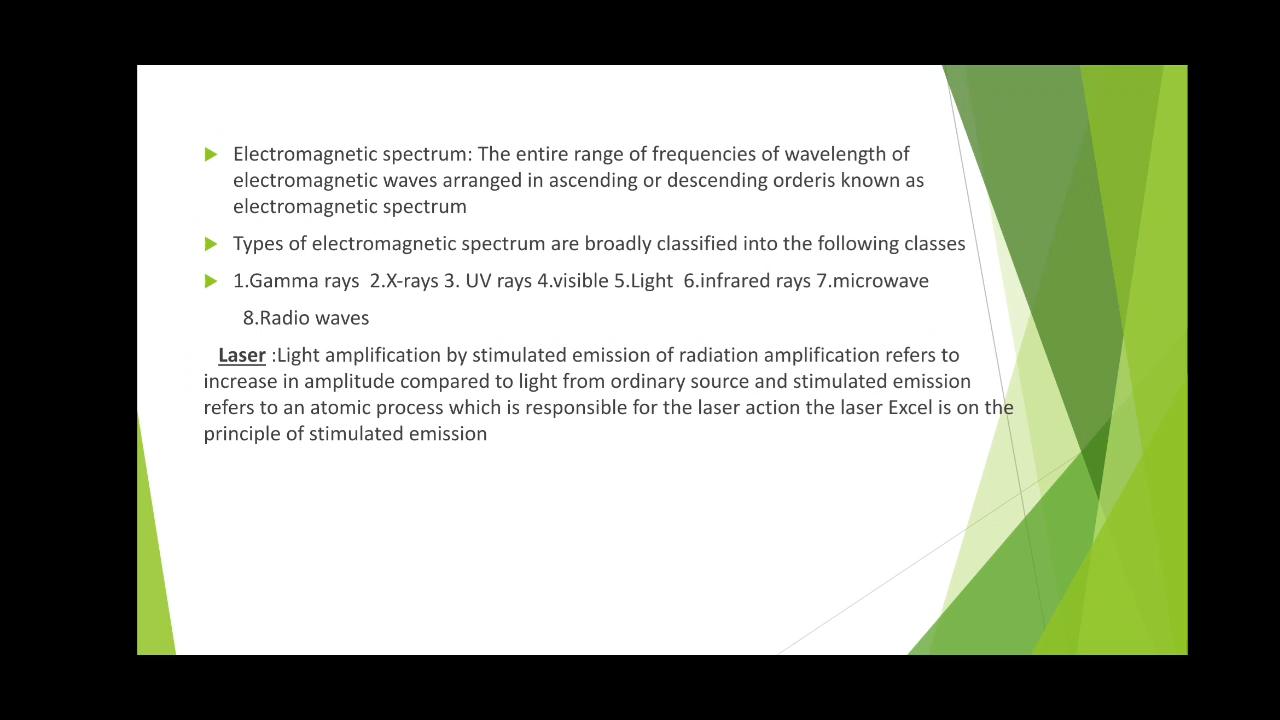 Electromagnetic spectrum: The entire range of frequencies of wavelength of
electromagnetic waves arranged in ascending or descending orderis known as
electromagnetic spectrum
Types of electromagnetic spectrum are broadly classified into the following classes
1.Gamma rays  2.X-rays 3. UV rays 4.visible 5.Light  6.infrared rays 7.microwave
8.Radio waves
Laser :Light amplification by stimulated emission of radiation amplification refers to
increase in amplitude compared to light from ordinary source and stimulated emission
refers to an atomic process which is responsible for the laser action the laser Excel is on the
principle of stimulated emission